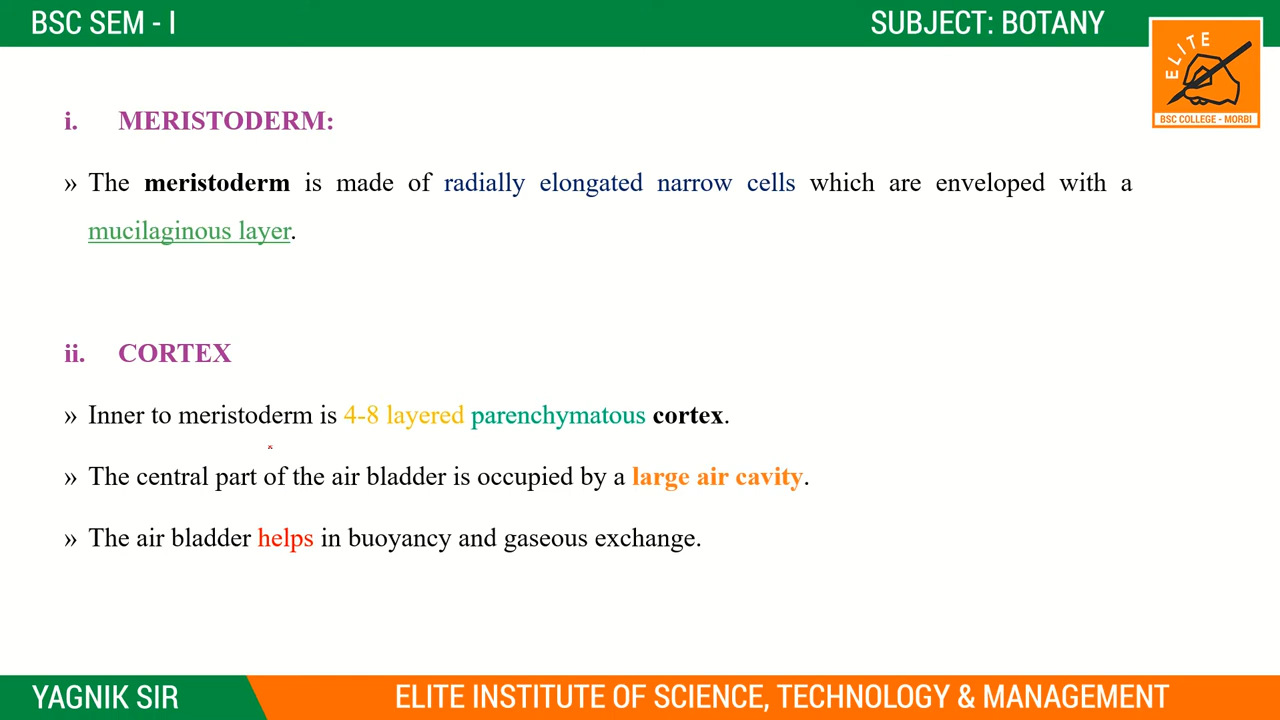 BSC SEM - I
SUBJECT: BOTANY
ELITE
BSC COLLEGE - MORBI
i. MERISTODERM:
» The meristoderm is made of radially elongated narrow cells which are enveloped with a
mucilaginous layer.
ii. CORTEX
» Inner to meristoderm is 4-8 layered parenchymatous cortex.
» The central part of the air bladder is occupied by a large air cavity.
» The air bladder helps in buoyancy and gaseous exchange.
YAGNIK SIR
ELITE INSTITUTE OF SCIENCE, TECHNOLOGY & MANAGEMENT